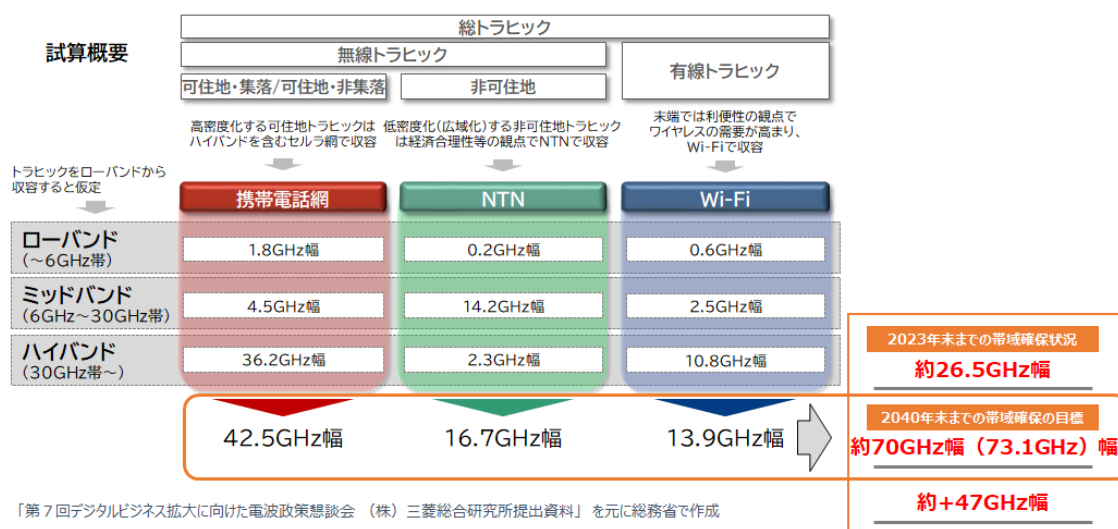 総トラヒック
試算概要
無線トラヒック
有線トラヒック
可住地・集落/可住地・非集落
非可住地
高密度化する可住地トラヒックは
ハイバンドを含むセルラ網で収容
低密度化(広域化)する非可住地トラヒック
は経済合理性等の観点でNTNで収容
末端では利便性の観点で
ワイヤレスの需要が高まり、
Wi-Fiで収容
トラヒックをローバンドから
収容すると仮定
携帯電話網
NTN
Wi-Fi
ローバンド
(~6GHz帯)
1.8GHz幅
0.2GHz幅
0.6GHz幅
ミッドバンド
(6GHz~30GHz帯)
4.5GHz幅
14.2GHz幅
2.5GHz幅
ハイバンド
(30GHz帯~)
36.2GHz幅
2.3GHz幅
10.8GHz幅
2023年末までの帯域確保状況
約26.5GHz幅
42.5GHz幅
16.7GHz幅
13.9GHz幅
2040年末までの帯域確保の目標
約70GHz幅(73.1GHz)幅
約+47GHz幅
「第7回デジタルビジネス拡大に向けた電波政策懇談会 (株)三菱総合研究所提出資料」を元に総務省で作成